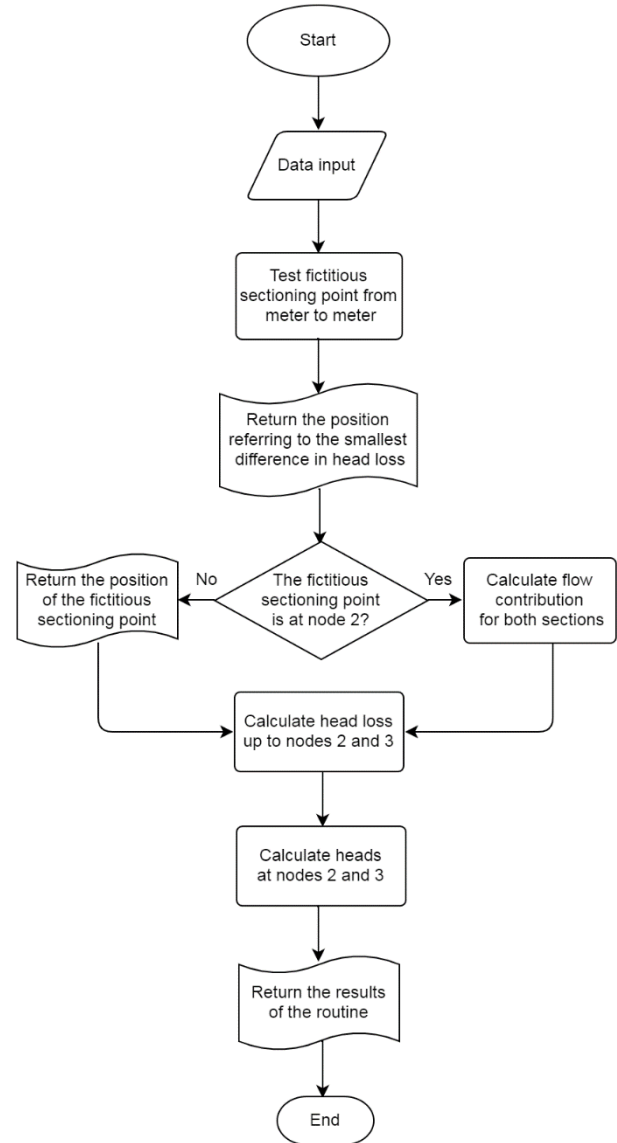 Start
Data input
Test fictitious
sectioning point from
meter to meter
Return the position
referring to the smallest
difference in head loss
Return the position
of the fictitious
sectioning point
No
The fictitious
sectioning point
is at node 2?
Yes
Calculate flow
contribution
for both sections
Calculate head loss
up to nodes 2 and 3
Calculate heads
at nodes 2 and 3
Return the results
of the routine
End